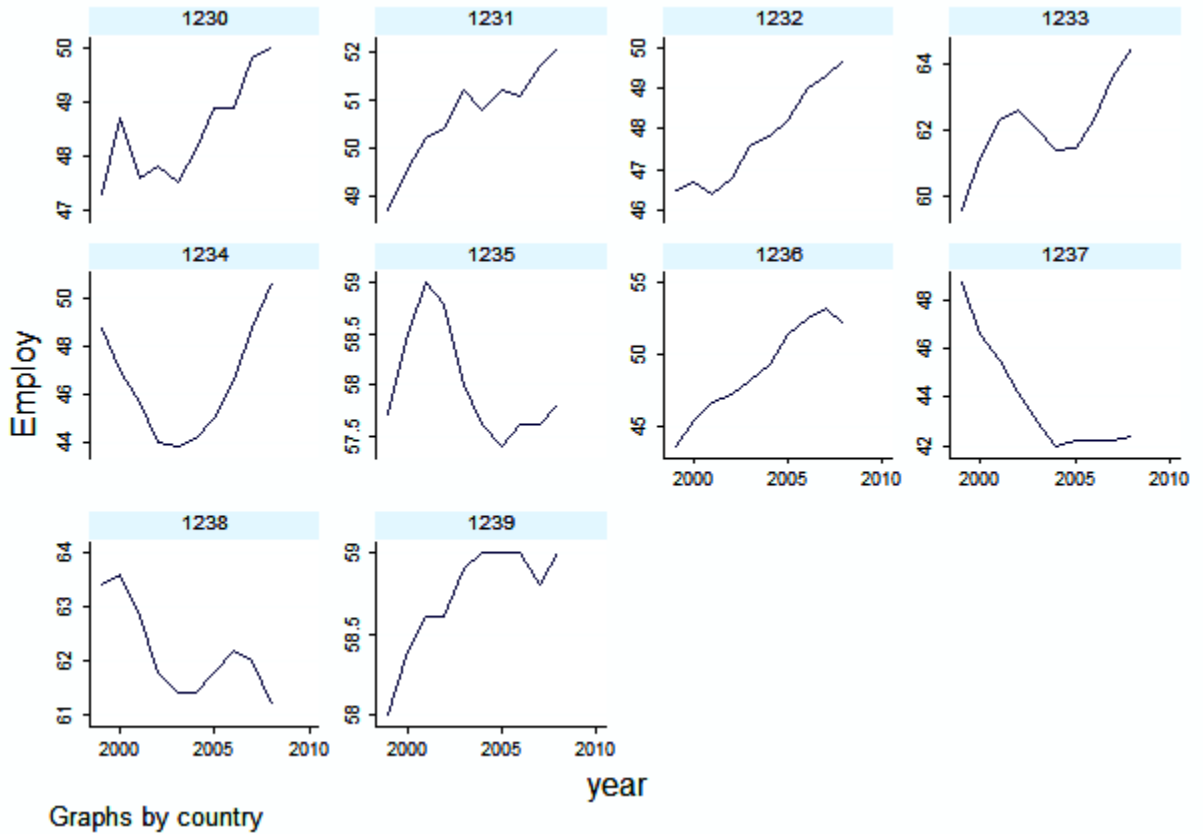 1230 1231 1232 1233
50 49 48 47
52 51 50 49
50 49 48 47 46
64 62 60
1234 1235 1236 1237
Employ
50 48 46 44
59 58.5 58 57.5
55 50 45
48 46 44 42
2000 2005 2010 2000 2005 2010
1238 1239
64 63 62 61
59 58.5 58
2000 2005 2010 2000 2005 2010
year
Graphs by country